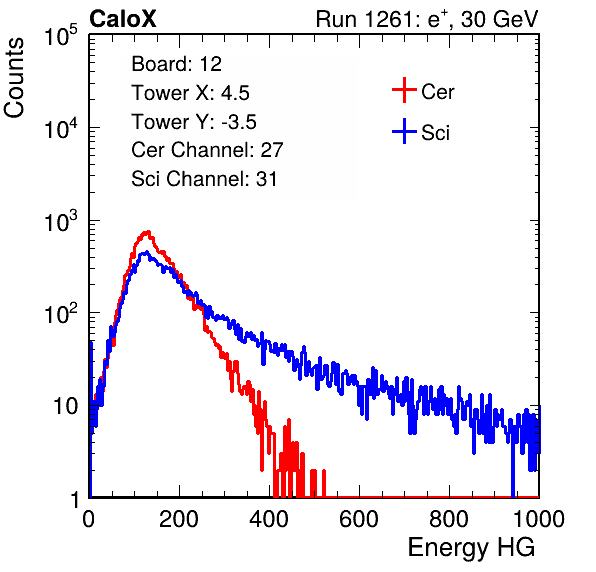 CaloX Run 1261: e⁺, 30 GeV
Board: 12
Tower X: 4.5
Tower Y: -3.5
Cer Channel: 27
Sci Channel: 31
Cer
Sci
Counts
10⁵
10⁴
10³
10²
10
1
0 200 400 600 800 1000
Energy HG